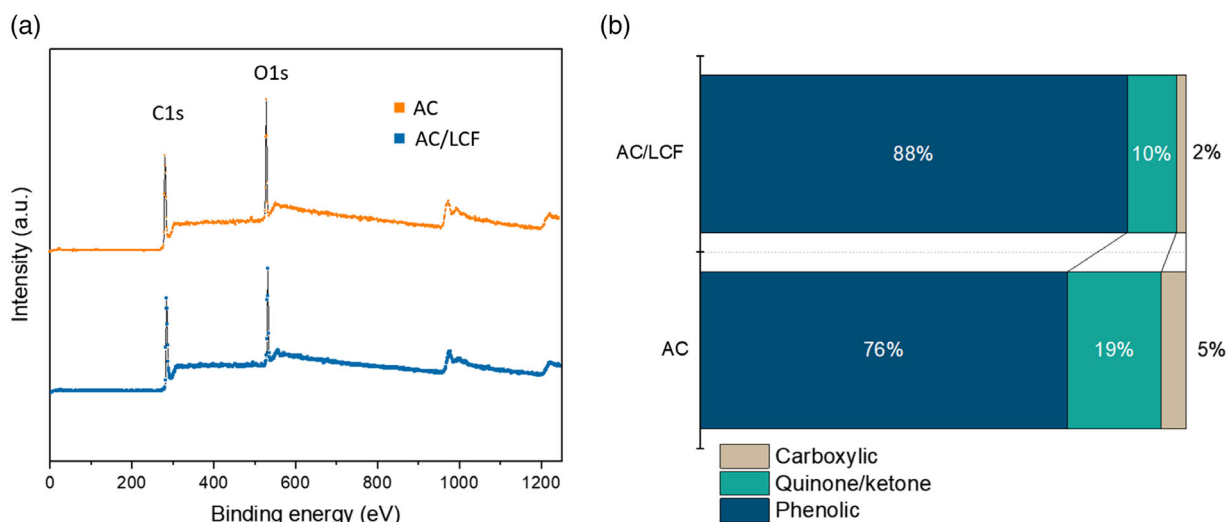 (a)
C1s
O1s
AC
AC/LCF
Intensity (a.u.)
0 200 400 600 800 1000 1200
Binding energy (eV)
(b)
AC/LCF
88%
10%
2%
AC
76%
19%
5%
Carboxylic
Quinone/ketone
Phenolic